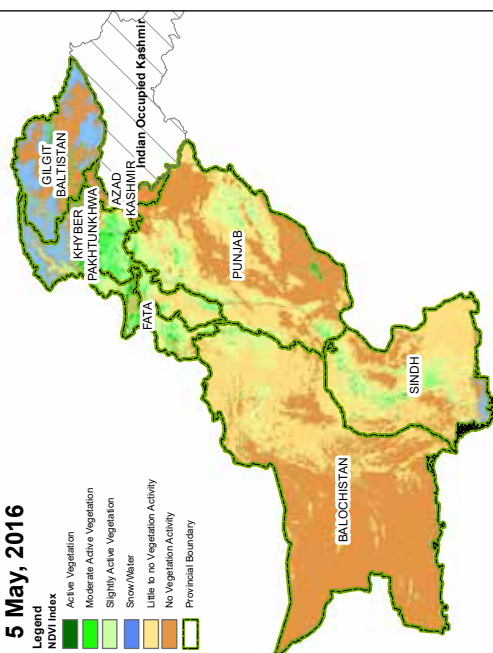 5 May, 2016
Legend
NDVI Index
Active Vegetation
Moderate Active Vegetation
Slightly Active Vegetation
Snow/Water
Little to no Vegetation Activity
No Vegetation Activity
Provincial Boundary
GILGIT
BALTISTAN
KHYBER
PAKHTUNKHWA
AZAD
KASHMIR
Indian Occupied Kashmir
FATA
PUNJAB
BALOCHISTAN
SINDH